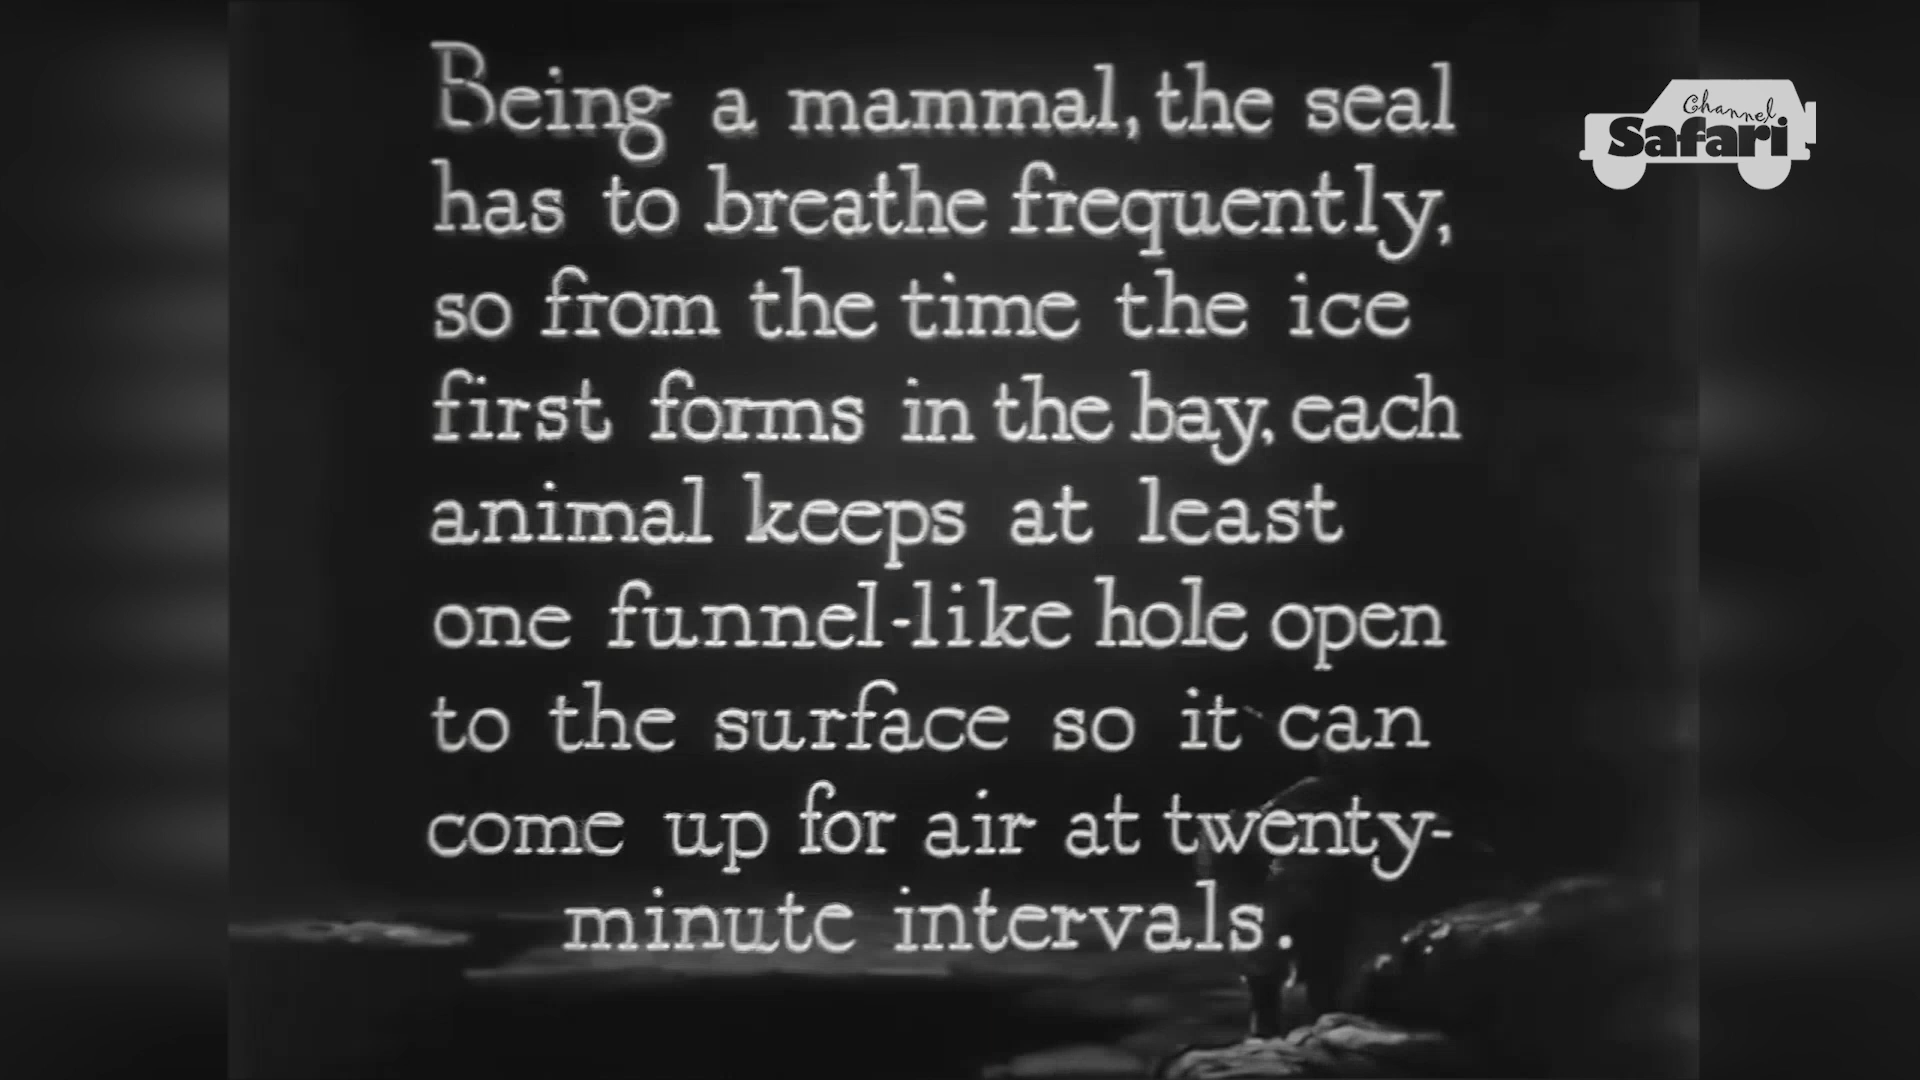 Being a mammal, the seal
has to breathe frequently,
so from the time the ice
first forms in the bay, each
animal keeps at least
one funnel-like hole open
to the surface so it can
come up for air at twenty-
minute intervals.
Channel
Safari